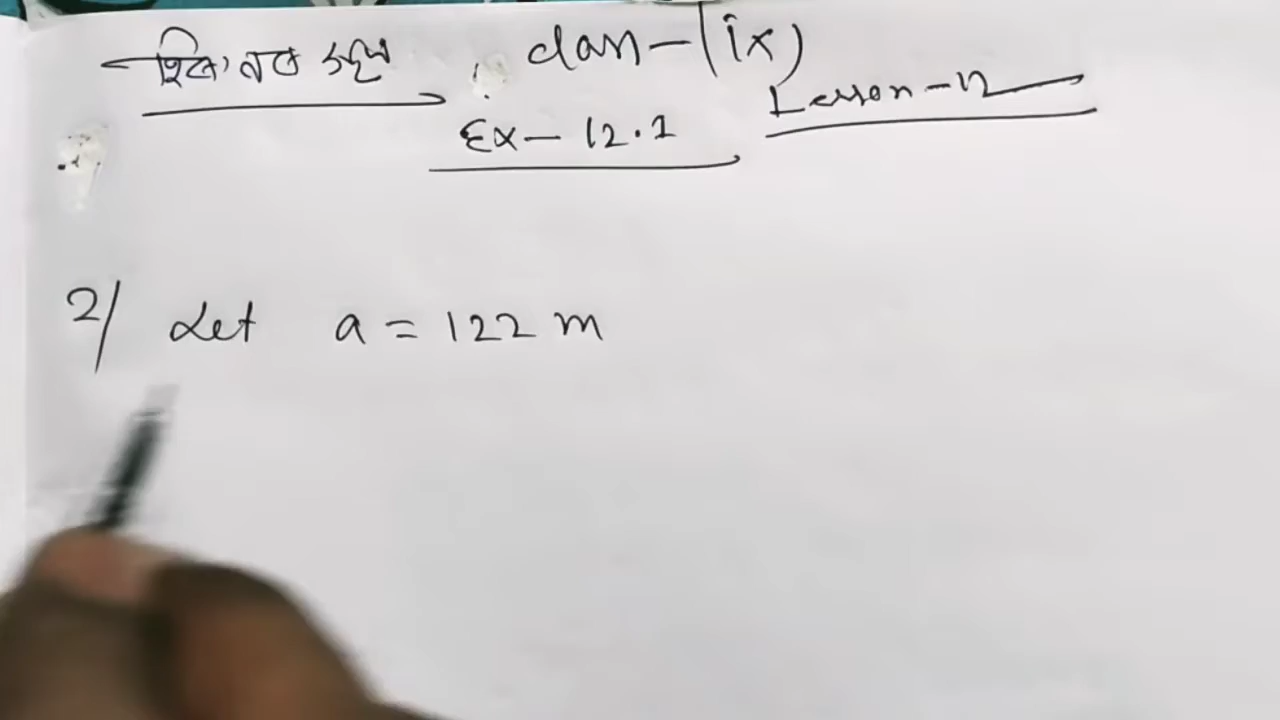 class-(ix)
Lesson-12
Ex-12.1
2/ Let a = 122 m